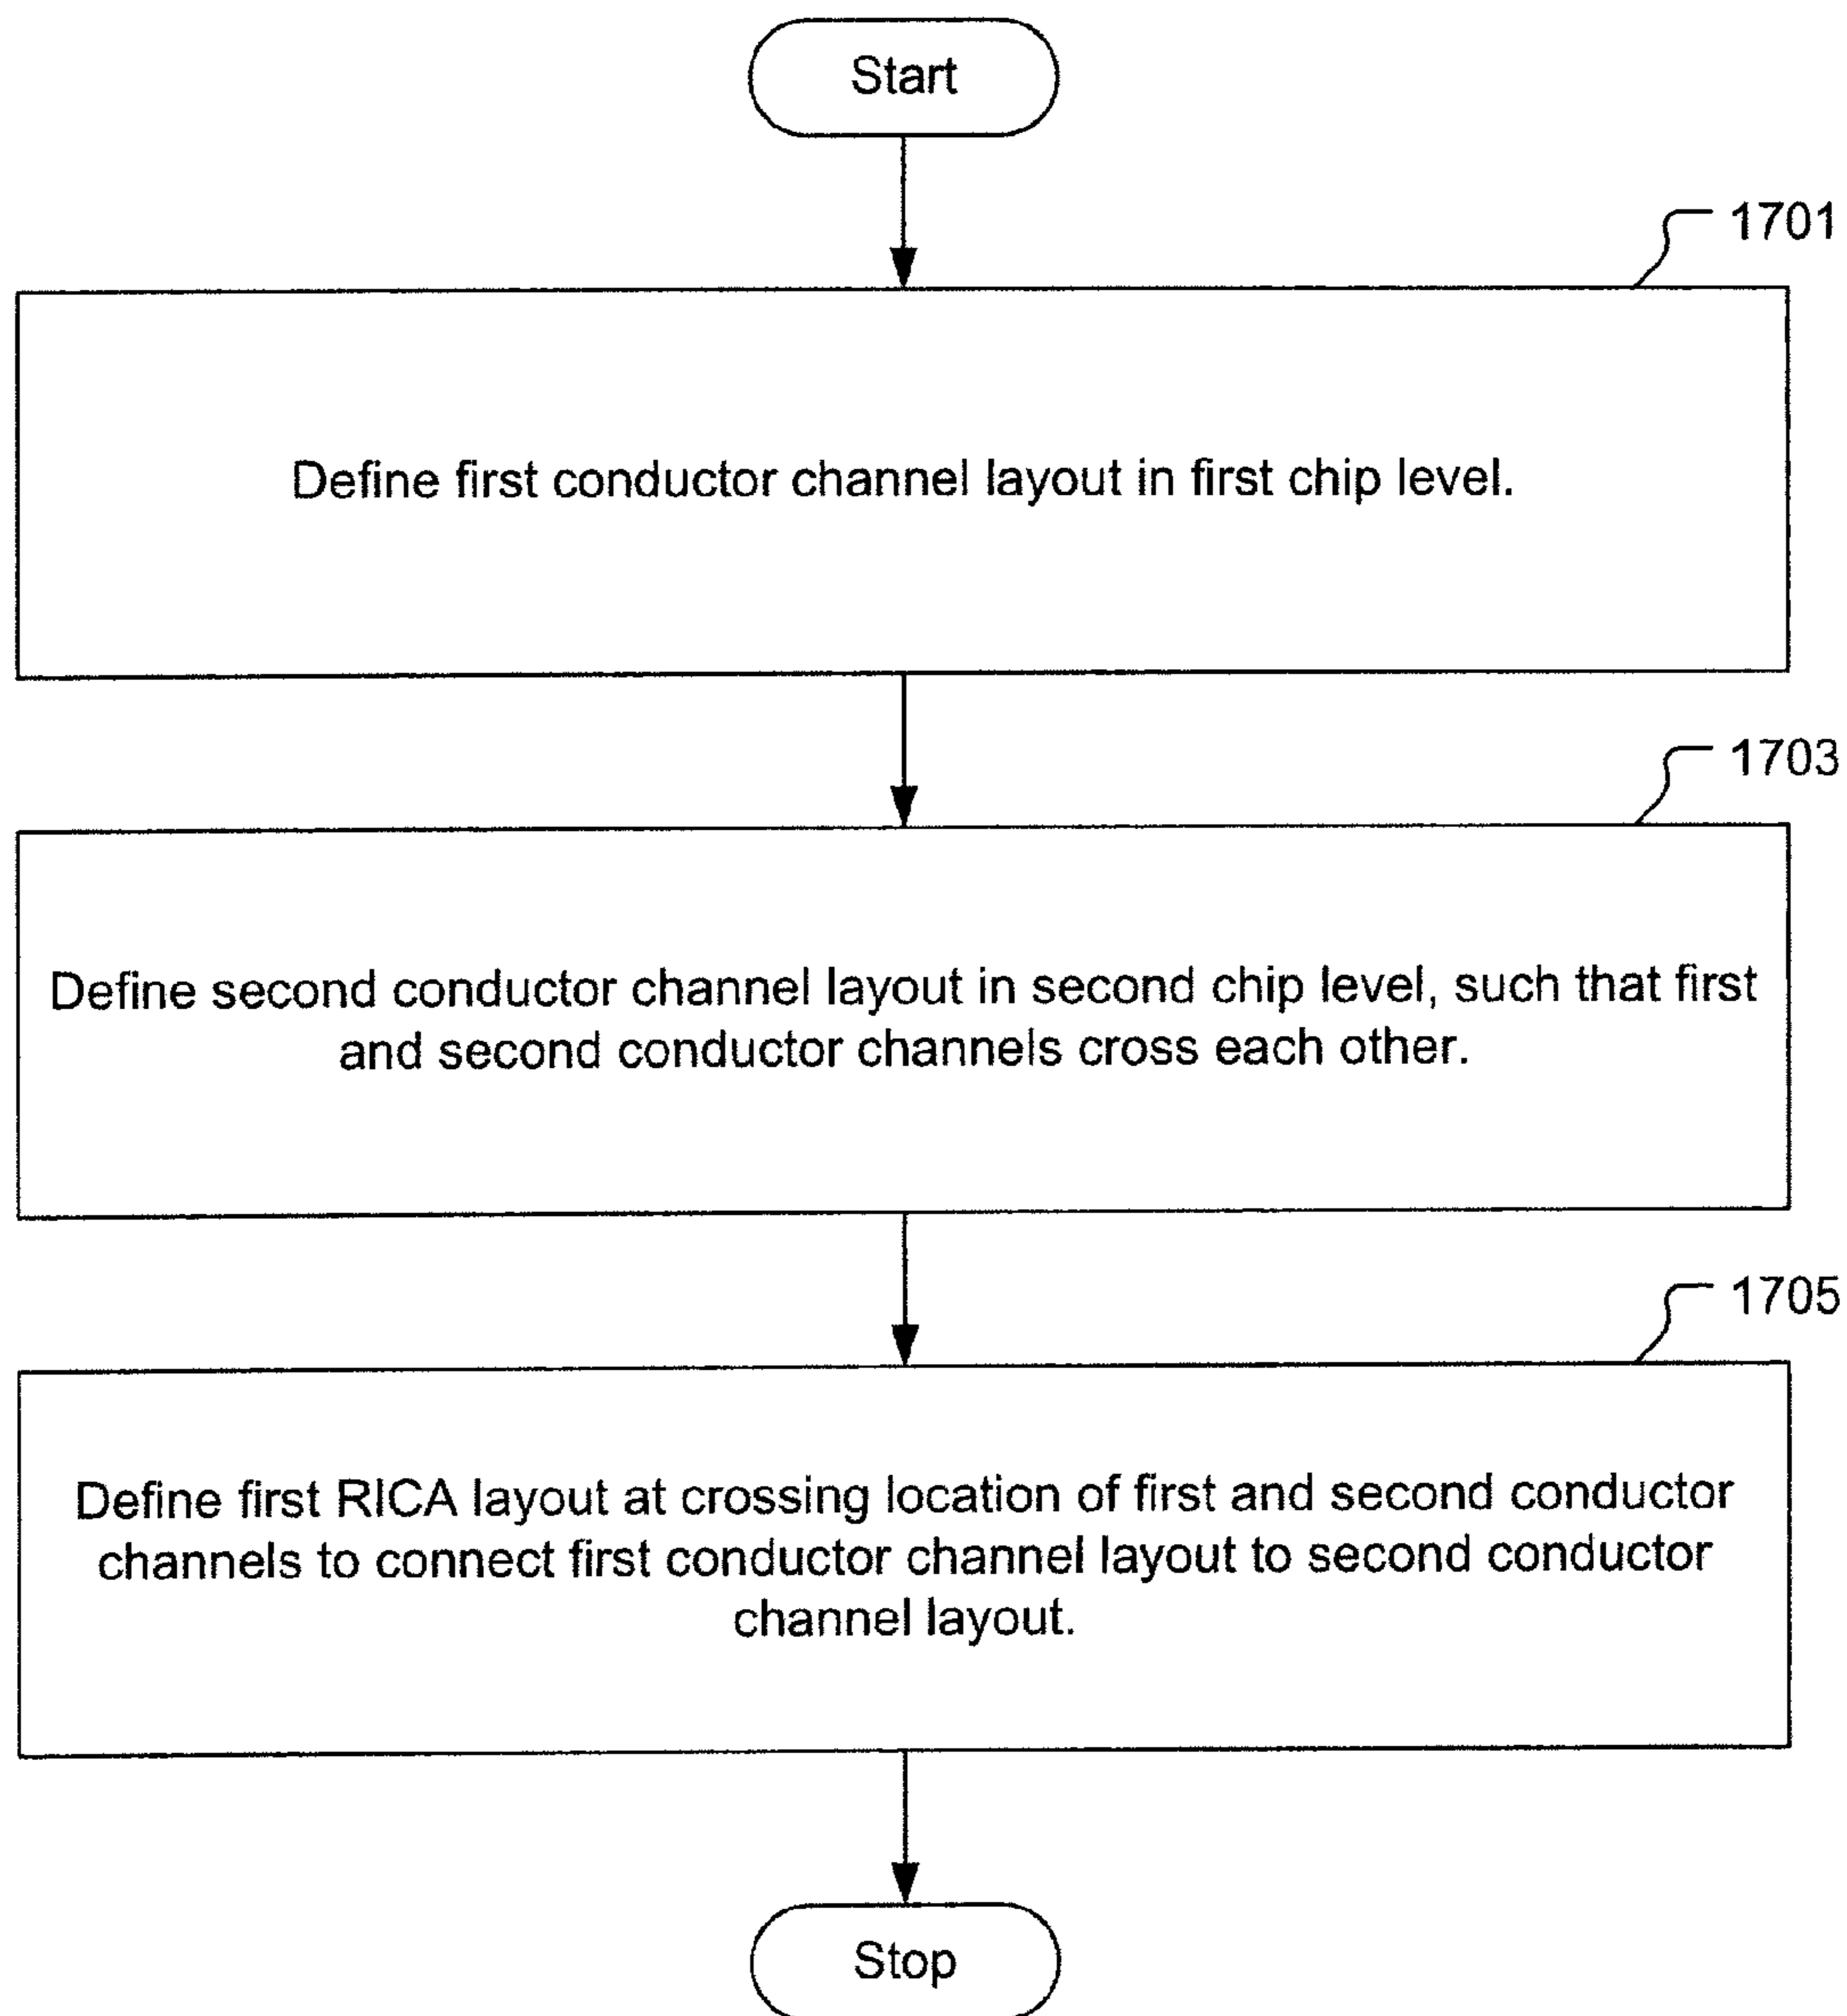 Start
1701
Define first conductor channel layout in first chip level.
1703
Define second conductor channel layout in second chip level, such that first
and second conductor channels cross each other.
1705
Define first RICA layout at crossing location of first and second conductor
channels to connect first conductor channel layout to second conductor
channel layout.
Stop